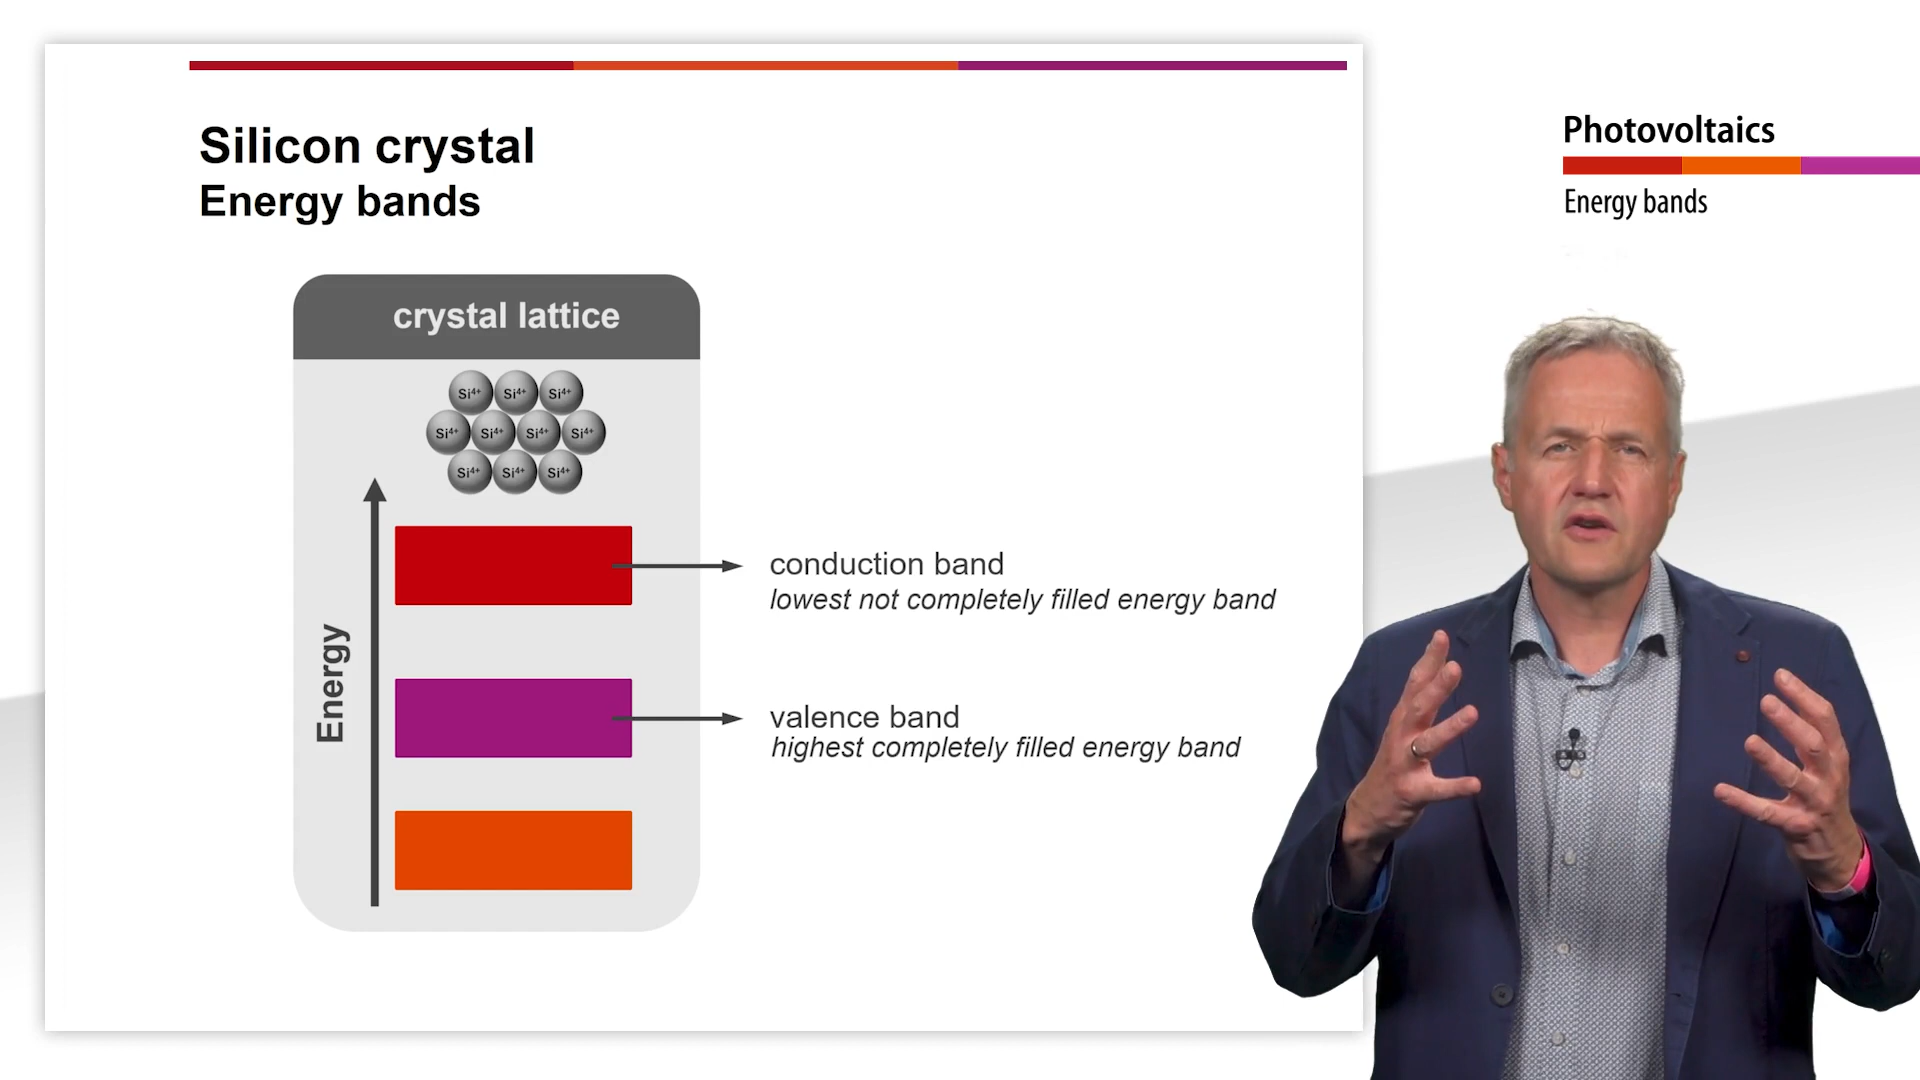 Silicon crystal
Energy bands
crystal lattice
Si4+ Si4+ Si4+
Si4+ Si4+ Si4+ Si4+
Si4+ Si4+ Si4+
Energy
conduction band
lowest not completely filled energy band
valence band
highest completely filled energy band
Photovoltaics
Energy bands